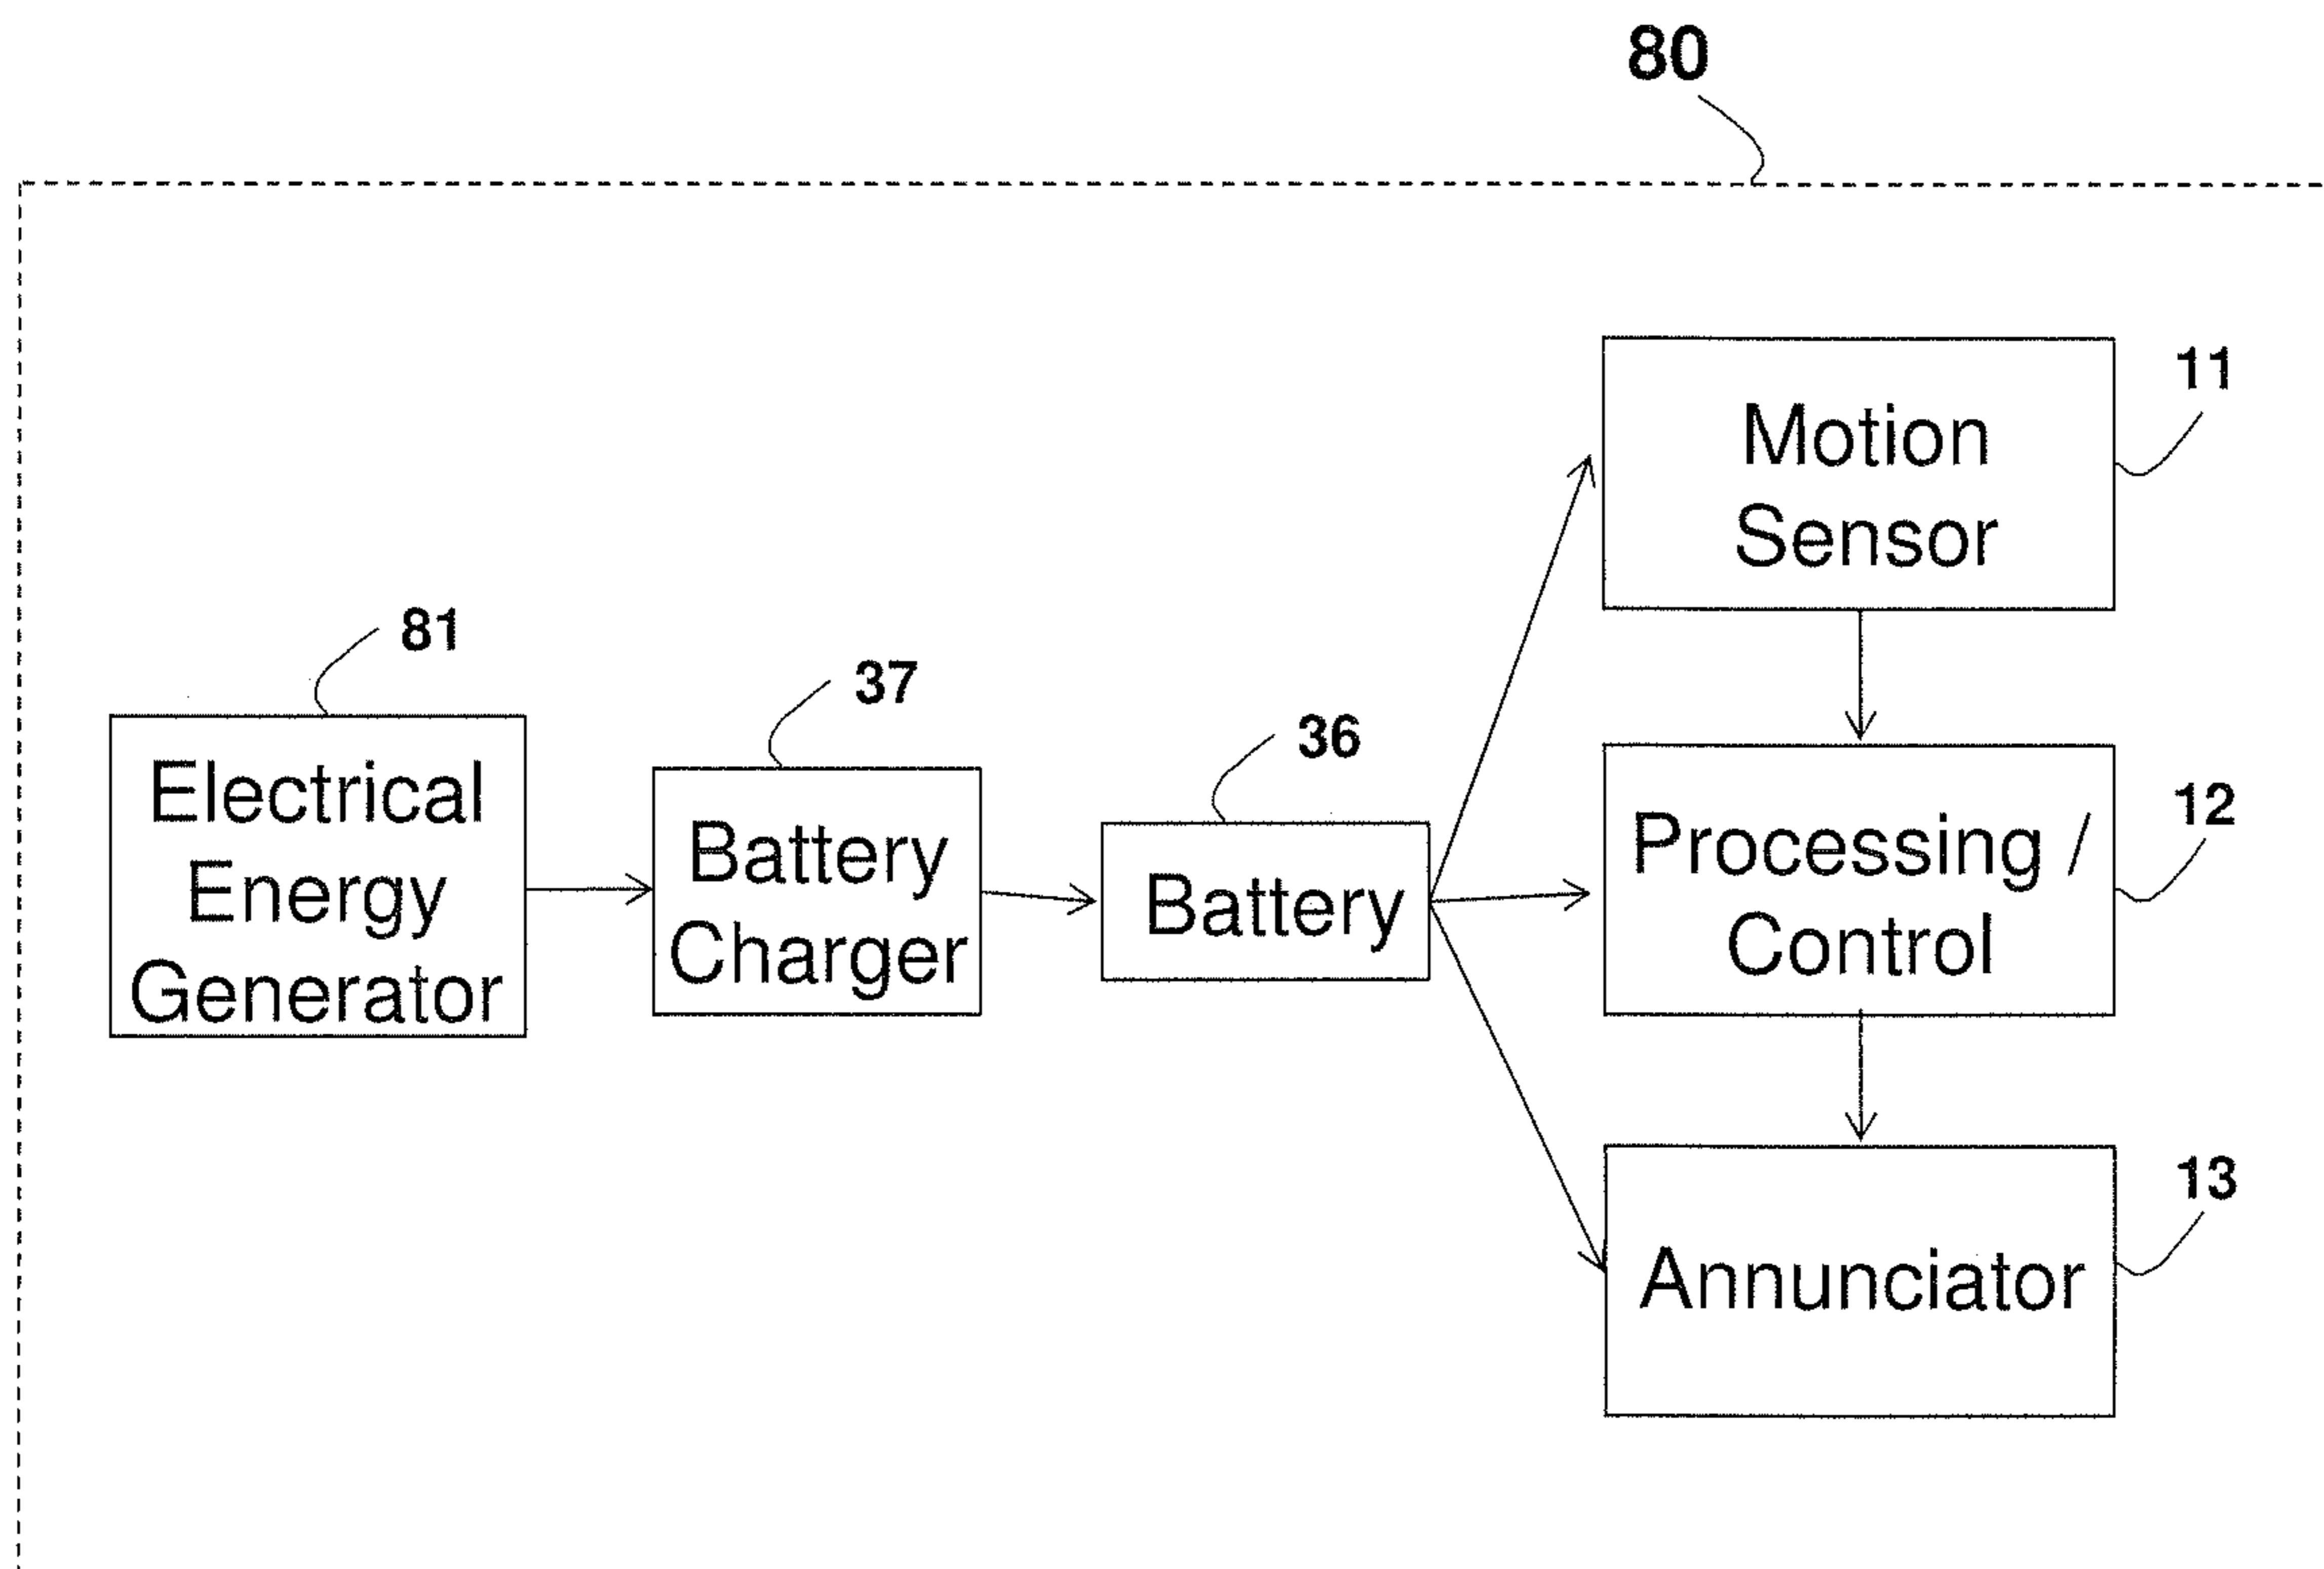 80
11
Motion
Sensor
81
37
36
Electrical
Energy
Generator
Battery
Charger
Battery
12
Processing /
Control
13
Annunciator